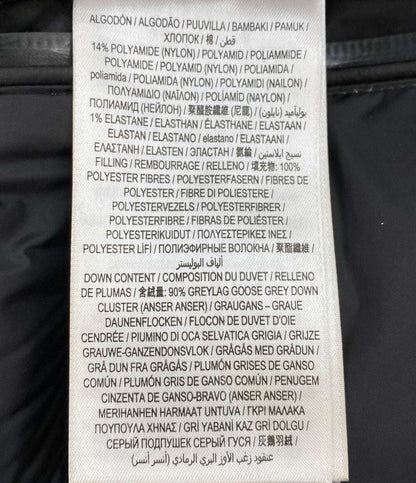 ALGODÓN / ALGODÃO / PUUVILLA / BAMBAKI / PAMUK /
ХЛОПОК / 棉 / قطن
14% POLYAMIDE (NYLON) / POLYAMID / POLIAMMIDE /
POLYAMIDE / POLYAMID (NYLON) / POLIAMIDA /
poliamida / POLIAMIDA (NYLON) / POLYAMIDI (NAILON) /
ΠΟΛΥΑΜΙΔΙΟ (ΝΑΪΛΟΝ) / POLİAMİD (NAYLON) /
ПОЛИАМИД (НЕЙЛОН) / 聚醯胺纖維 (尼龍) / بوليأميد (نايلون)
1% ELASTANE / ELASTHAN / ÉLASTHANE / ELASTAAN /
ELASTAN / ELASTANO / elastano / ELASTAANI /
ΕΛΑΣΤΑΝΗ / ELASTEN / ЭЛАСТАН / 氨綸 / نسيج إيلاستين
FILLING / REMBOURRAGE / RELLENO / 填充物: 100%
POLYESTER FIBRES / POLYESTERFASERN / FIBRES DE
POLYESTER / FIBRE DI POLIESTERE /
POLYESTERVEZELS / POLYESTERFIBRER /
POLYESTERFIBRE / FIBRAS DE POLIÉSTER /
POLYESTERIKUIDUT / ΠΟΛΥΕΣΤΕΡΙΚΕΣ ΊΝΕΣ /
POLYESTER LİFİ / ПОЛИЭФИРНЫЕ ВОЛОКНА / 聚酯纖維 /
ألياف البوليستر
DOWN CONTENT / COMPOSITION DU DUVET / RELLENO
DE PLUMAS / 含絨量: 90% GREYLAG GOOSE GREY DOWN
CLUSTER (ANSER ANSER) / GRAUGANS – GRAUE
DAUNENFLOCKEN / FLOCON DE DUVET D'OIE
CENDRÉE / PIUMINO DI OCA SELVATICA GRIGIA / GRIJZE
GRAUWE-GANZENDONSVLOK / GRÅGÅS MED GRÅDUN /
GRÅ DUN FRA GRÅGÅS / PLUMÓN GRISES DE GANSO
COMÚN / PLUMÓN GRIS DE GANSO COMÚN / PENUGEM
CINZENTA DE GANSO-BRAVO (ANSER ANSER) /
MERIHANHEN HARMAAT UNTUVA / ΓΚΡΙ ΜΑΛΑΚΑ
ΠΟΥΠΟΥΛΑ ΧΗΝΑΣ / GRİ YABANİ KAZ GRİ DOLGU /
СЕРЫЙ ПОДПУШЕК СЕРЫЙ ГУСЯ / 灰鵝羽絨 /
عنقود زغب الأوز البري الرمادي (أنسر أنسر)